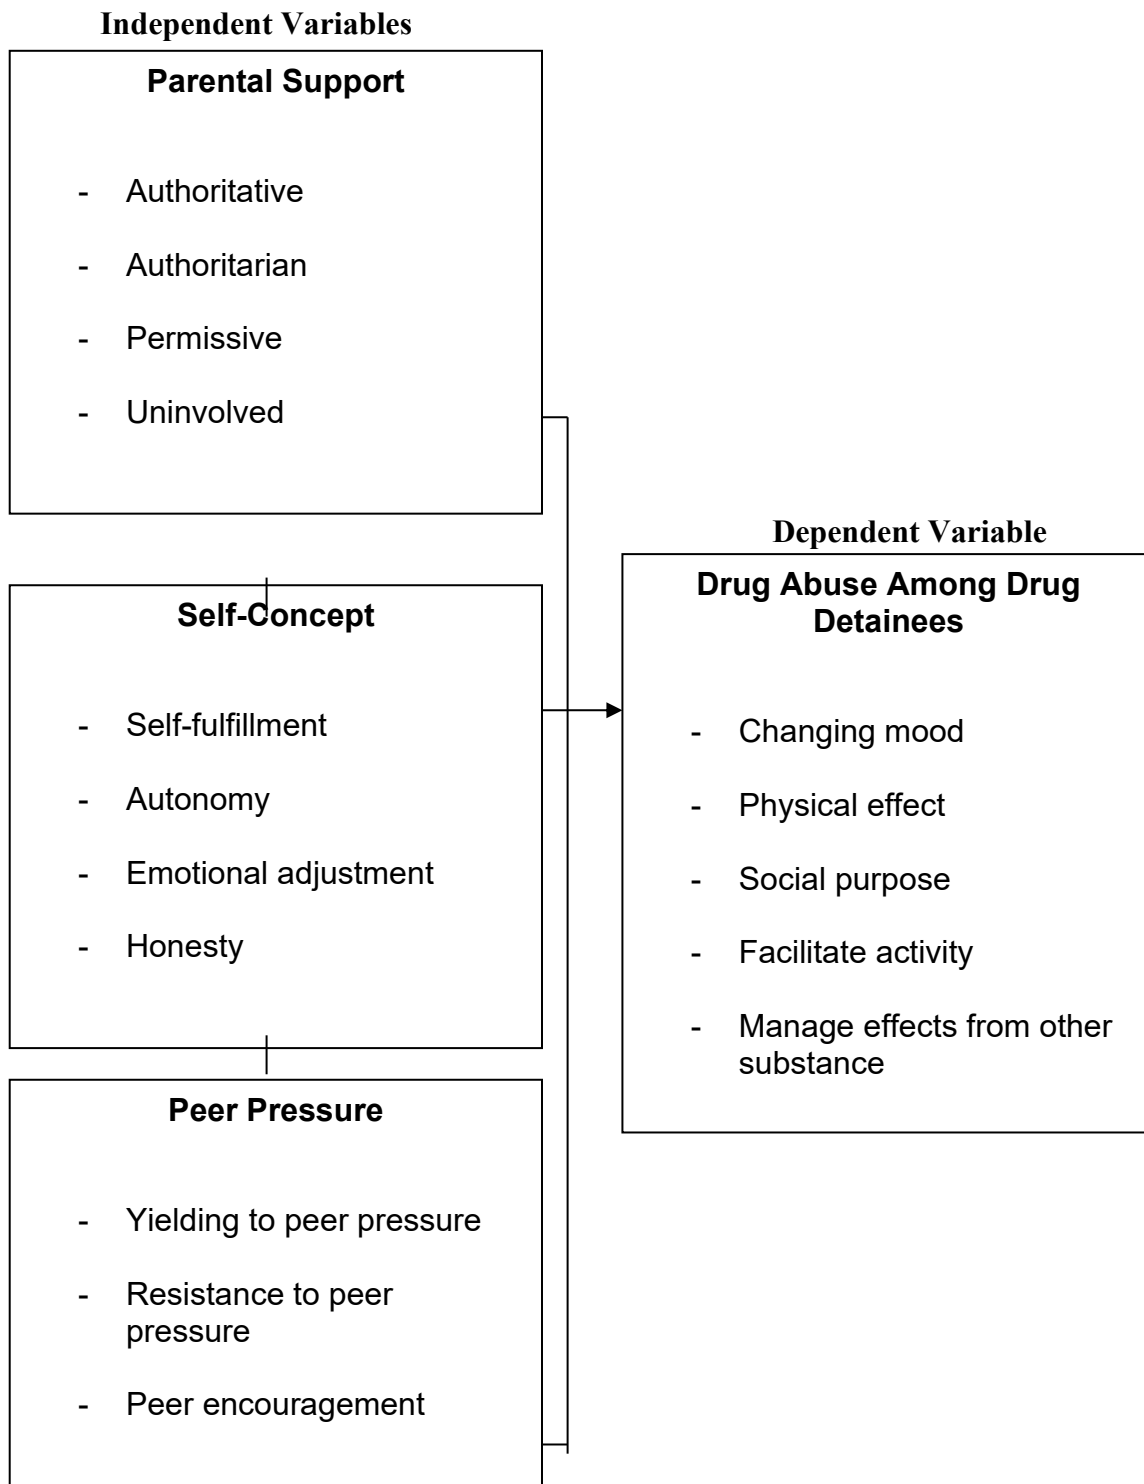 Independent Variables
Parental Support
- Authoritative
- Authoritarian
- Permissive
- Uninvolved
Self-Concept
- Self-fulfillment
- Autonomy
- Emotional adjustment
- Honesty
Peer Pressure
- Yielding to peer pressure
- Resistance to peer
pressure
- Peer encouragement
Dependent Variable
Drug Abuse Among Drug
Detainees
- Changing mood
- Physical effect
- Social purpose
- Facilitate activity
- Manage effects from other
substance